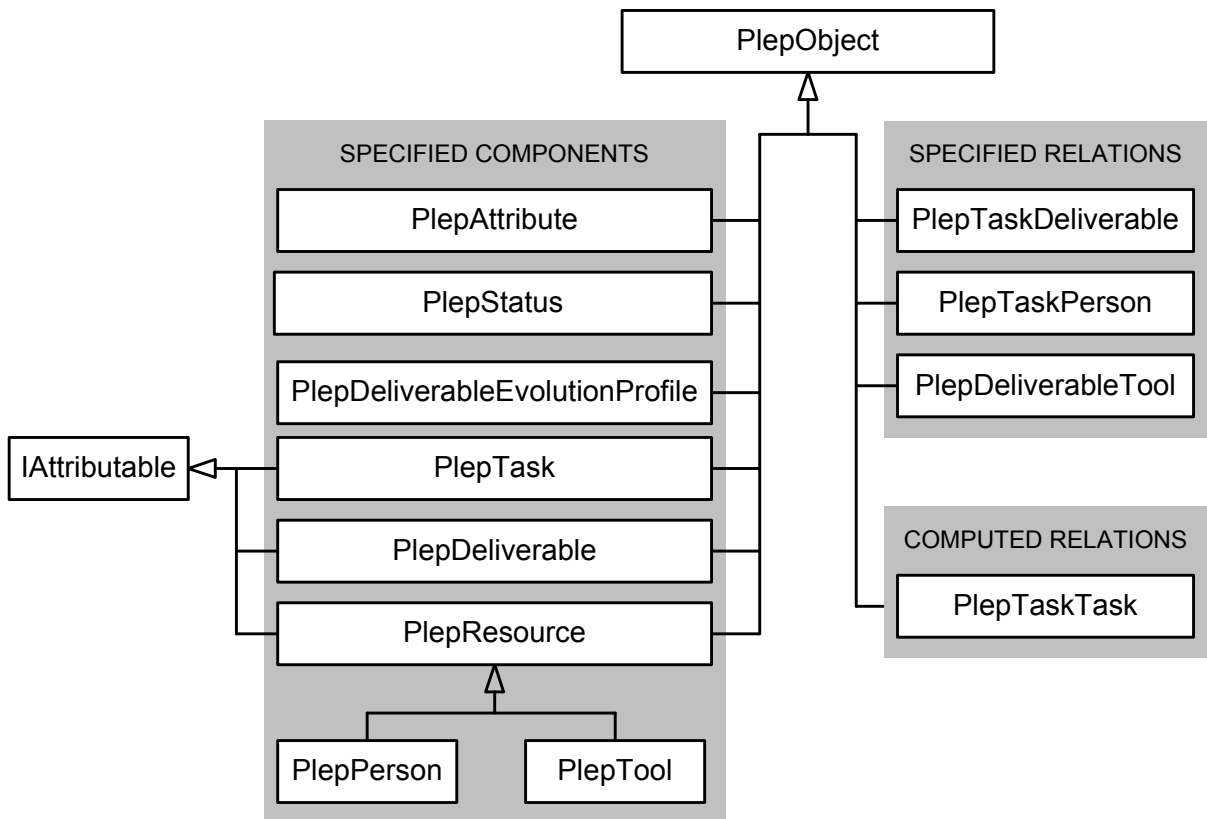 PlepObject
SPECIFIED COMPONENTS
PlepAttribute
PlepStatus
PlepDeliverableEvolutionProfile
PlepTask
PlepDeliverable
PlepResource
PlepPerson
PlepTool
IAttributable
SPECIFIED RELATIONS
PlepTaskDeliverable
PlepTaskPerson
PlepDeliverableTool
COMPUTED RELATIONS
PlepTaskTask